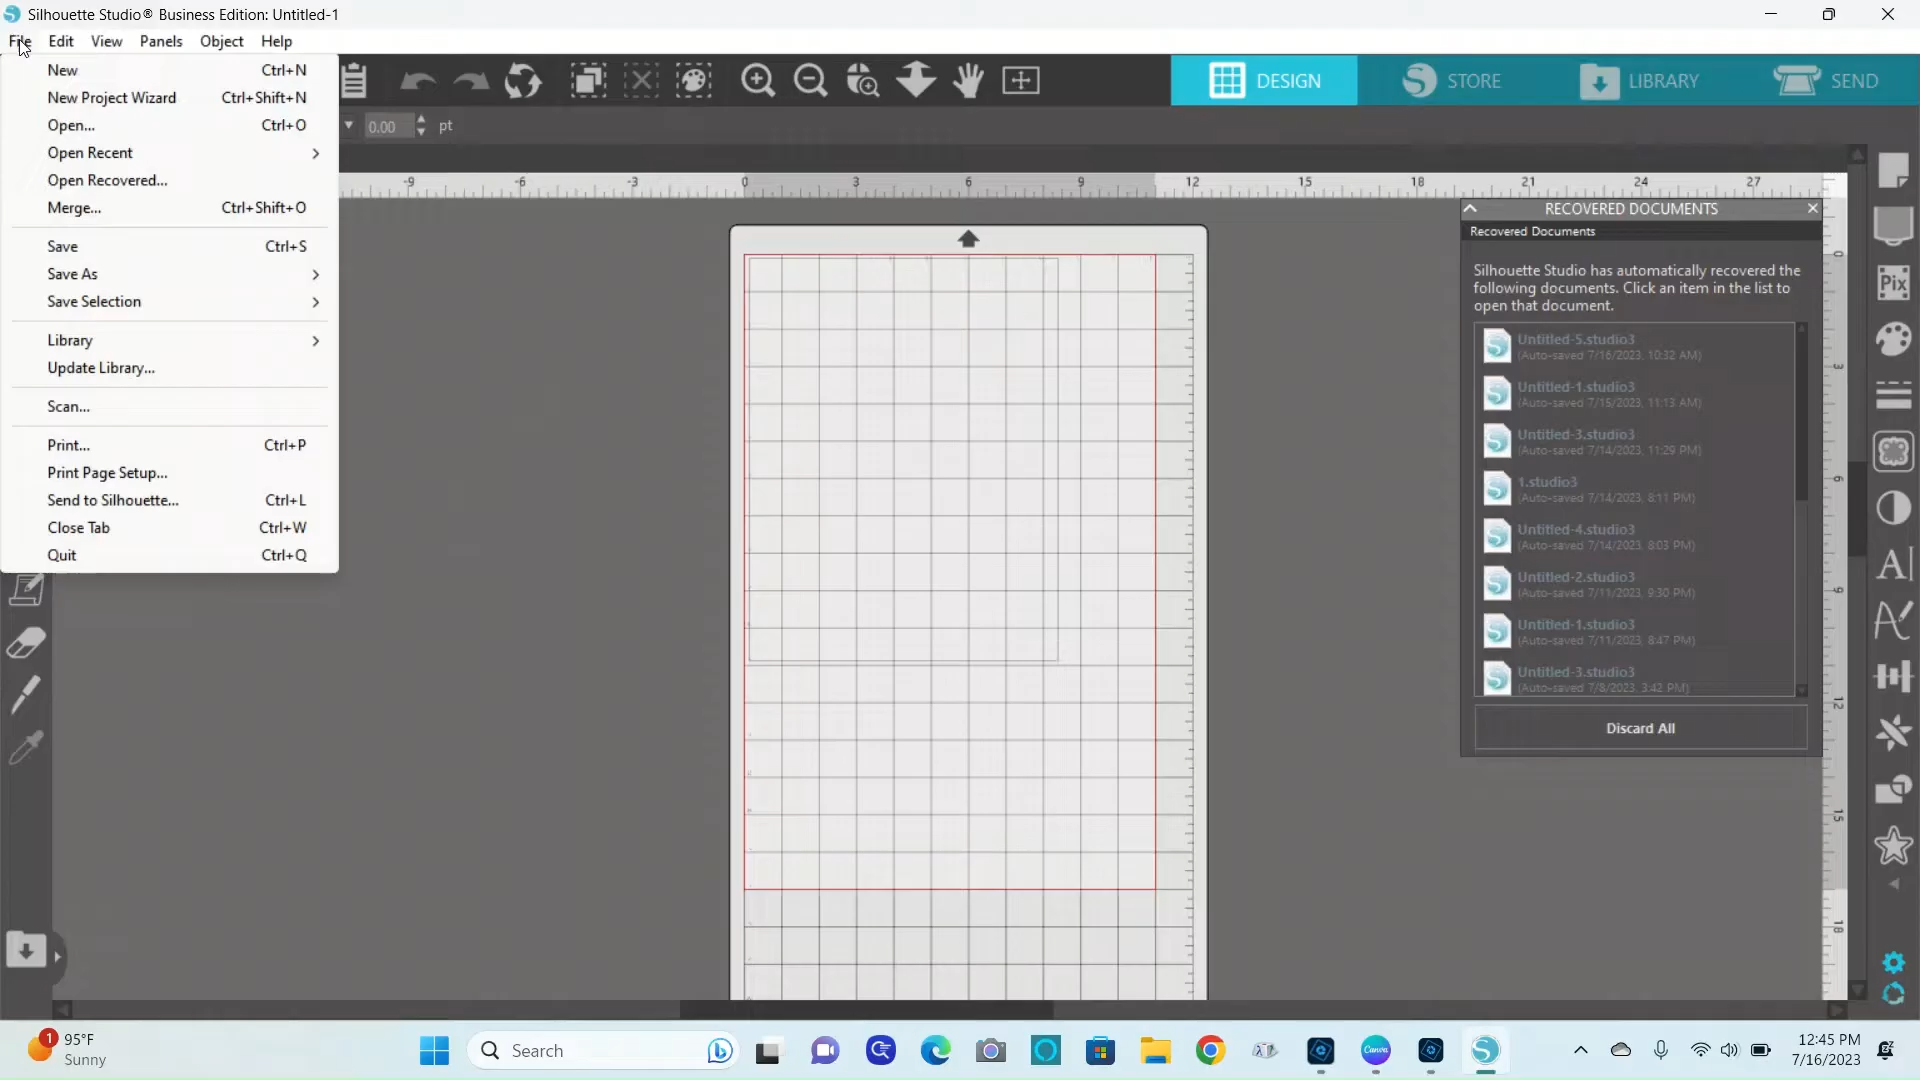 Silhouette Studio® Business Edition: Untitled-1
File Edit View Panels Object Help
New Ctrl+N
New Project Wizard Ctrl+Shift+N
Open... Ctrl+O
Open Recent
Open Recovered...
Merge... Ctrl+Shift+O
Save Ctrl+S
Save As
Save Selection
Library
Update Library...
Scan...
Print... Ctrl+P
Print Page Setup...
Send to Silhouette... Ctrl+L
Close Tab Ctrl+W
Quit Ctrl+Q
DESIGN
STORE
LIBRARY
SEND
0.00 pt
-9 -6 -3 0 3 6 9 12 15 18 21 24 27
0
3
6
9
12
15
18
RECOVERED DOCUMENTS
Recovered Documents
Silhouette Studio has automatically recovered the
following documents. Click an item in the list to
open that document.
Untitled-5.studio3
(Auto-saved 7/16/2023, 10:32 AM)
Untitled-1.studio3
(Auto-saved 7/15/2023, 11:13 AM)
Untitled-3.studio3
(Auto-saved 7/14/2023, 11:29 PM)
1.studio3
(Auto-saved 7/14/2023, 8:11 PM)
Untitled-4.studio3
(Auto-saved 7/14/2023, 8:03 PM)
Untitled-2.studio3
(Auto-saved 7/11/2023, 9:30 PM)
Untitled-1.studio3
(Auto-saved 7/11/2023, 8:47 PM)
Untitled-3.studio3
(Auto-saved 7/8/2023, 3:42 PM)
Discard All
Pix
1
95°F
Sunny
Search
Canva
12:45 PM
7/16/2023